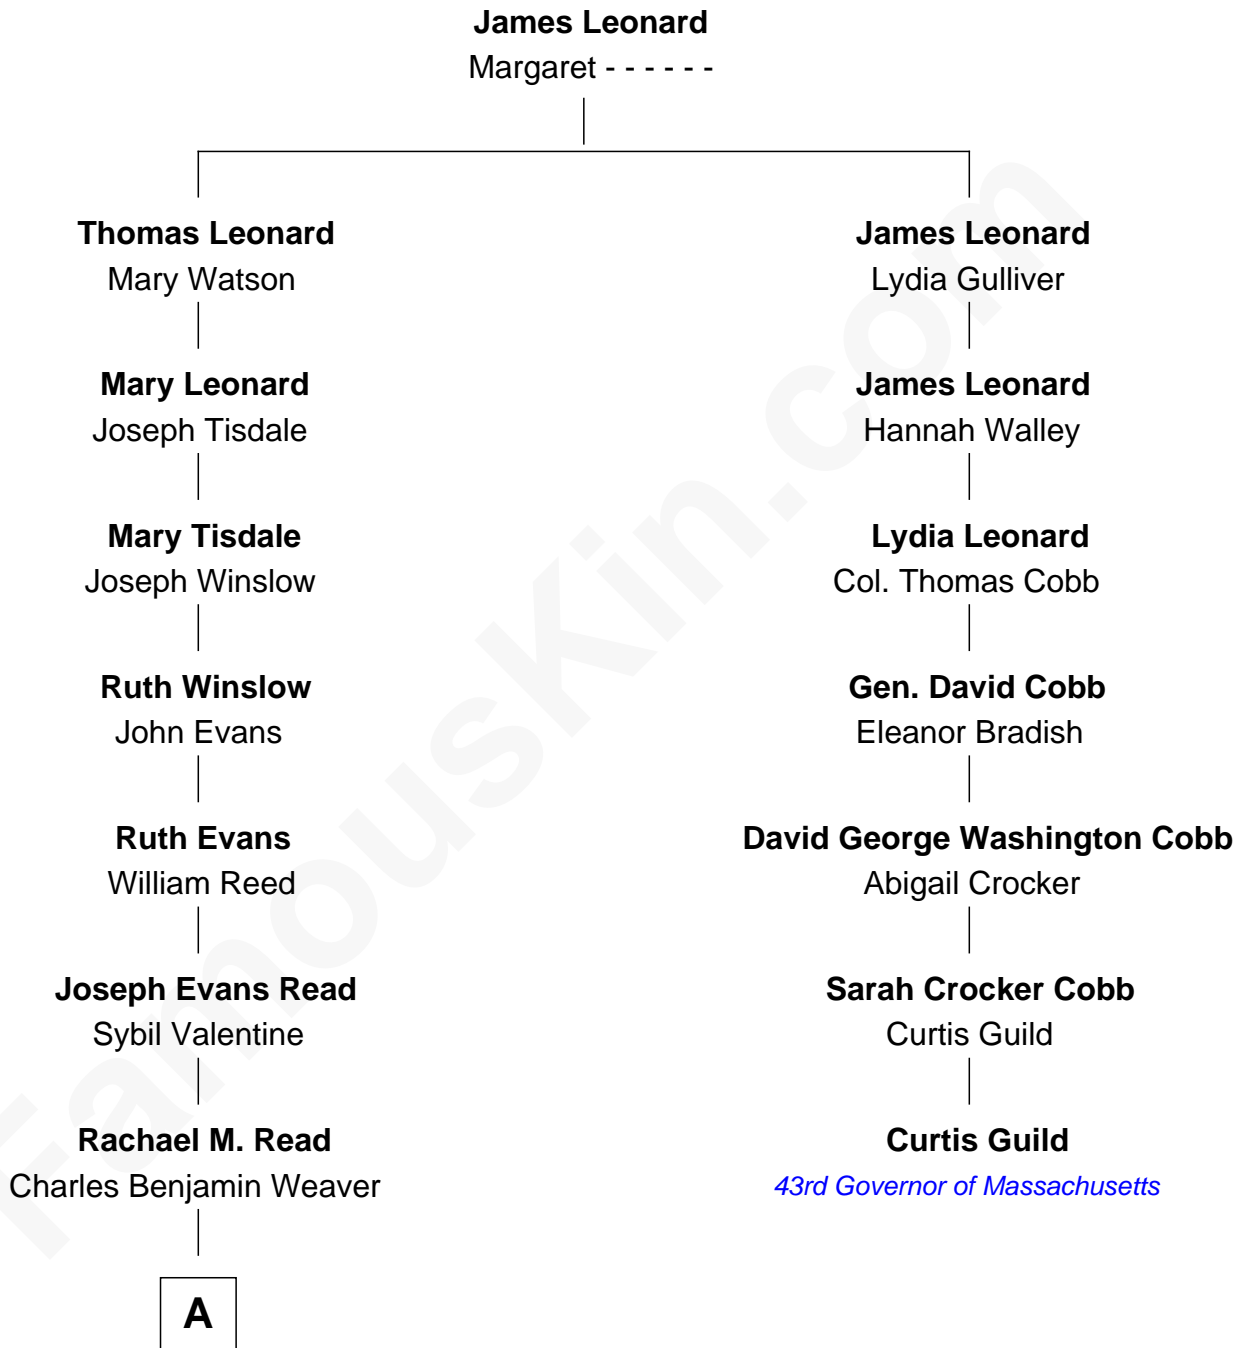 James Leonard
Margaret - - - - - -
Thomas Leonard
Mary Watson
James Leonard
Lydia Gulliver
Mary Leonard
Joseph Tisdale
James Leonard
Hannah Walley
Mary Tisdale
Joseph Winslow
Lydia Leonard
Col. Thomas Cobb
Ruth Winslow
John Evans
Gen. David Cobb
Eleanor Bradish
Ruth Evans
William Reed
David George Washington Cobb
Abigail Crocker
Joseph Evans Read
Sybil Valentine
Sarah Crocker Cobb
Curtis Guild
Rachael M. Read
Charles Benjamin Weaver
Curtis Guild
43rd Governor of Massachusetts
A
FamousKin.com